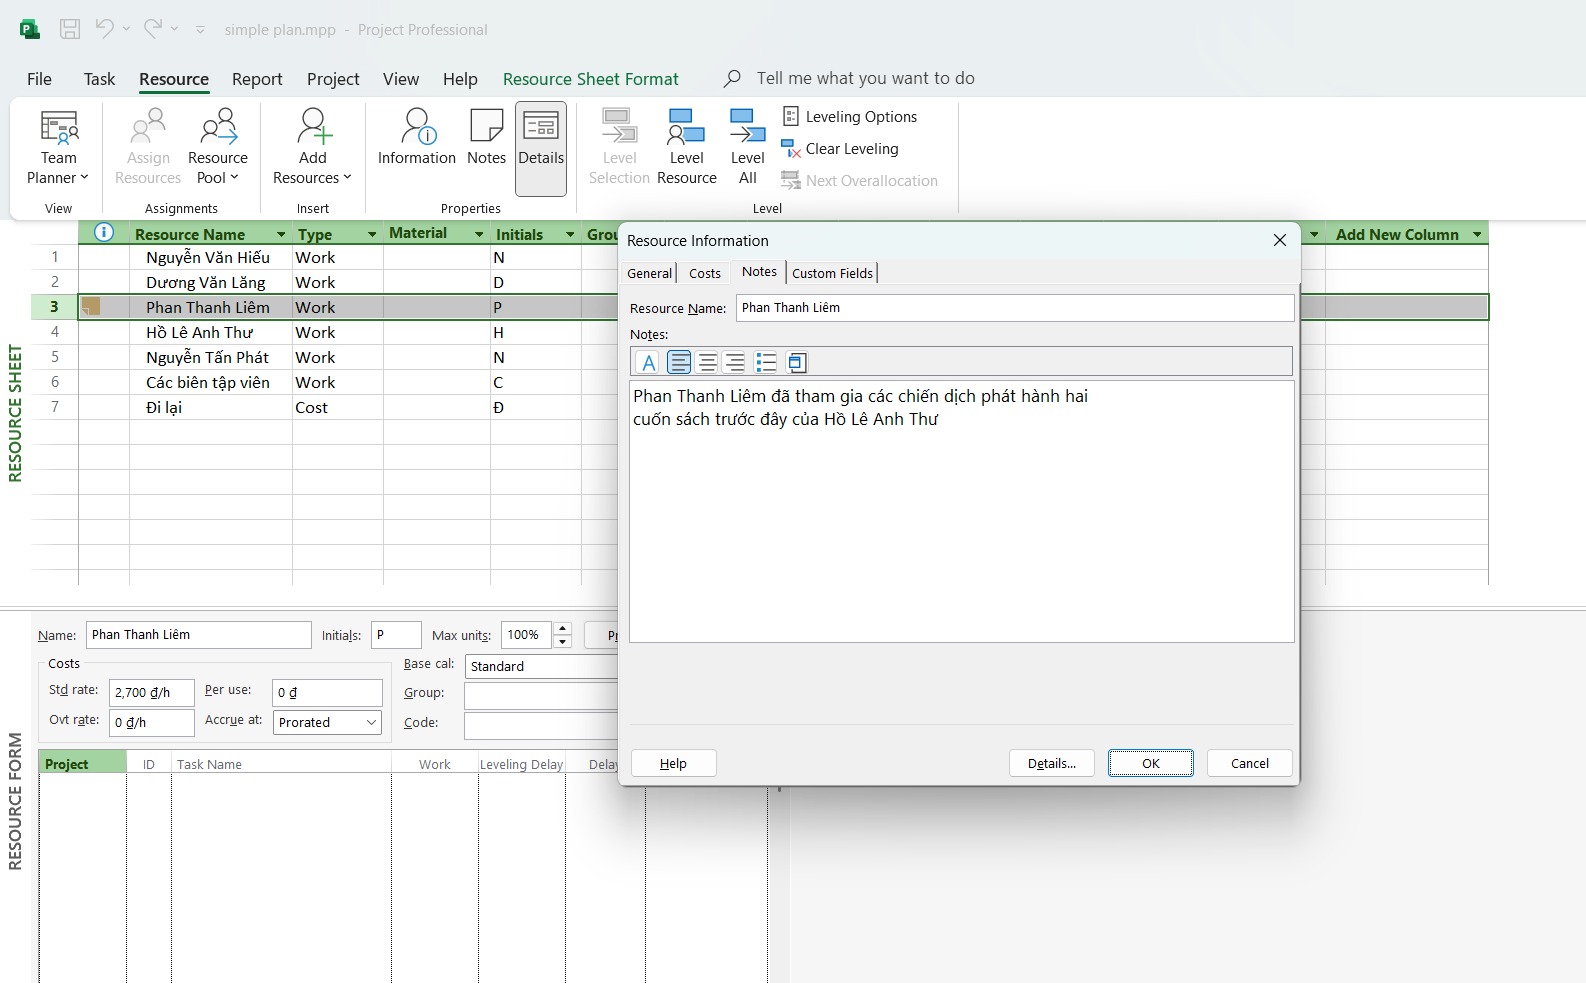 simple plan.mpp - Project Professional
File Task Resource Report Project View Help Resource Sheet Format Tell me what you want to do
Team Planner
View
Assign Resources
Resource Pool
Assignments
Add Resources
Insert
Information
Notes
Details
Properties
Level Selection
Level Resource
Level All
Leveling Options
Clear Leveling
Next Overallocation
Level
RESOURCE SHEET
Resource Name Type Material Initials Add New Column
1 Nguyễn Văn Hiếu Work N
2 Dương Văn Lăng Work D
3 Phan Thanh Liêm Work P
4 Hồ Lê Anh Thư Work H
5 Nguyễn Tấn Phát Work N
6 Các biên tập viên Work C
7 Đi lại Cost Đ
Resource Information
General Costs Notes Custom Fields
Resource Name: Phan Thanh Liêm
Notes:
Phan Thanh Liêm đã tham gia các chiến dịch phát hành hai
cuốn sách trước đây của Hồ Lê Anh Thư
Help Details... OK Cancel
RESOURCE FORM
Name: Phan Thanh Liêm Initials: P Max units: 100%
Costs
Std rate: 2,700 ₫/h Per use: 0 ₫
Ovt rate: 0 ₫/h Accrue at: Prorated
Base cal: Standard
Group:
Code:
Project ID Task Name Work Leveling Delay Delay